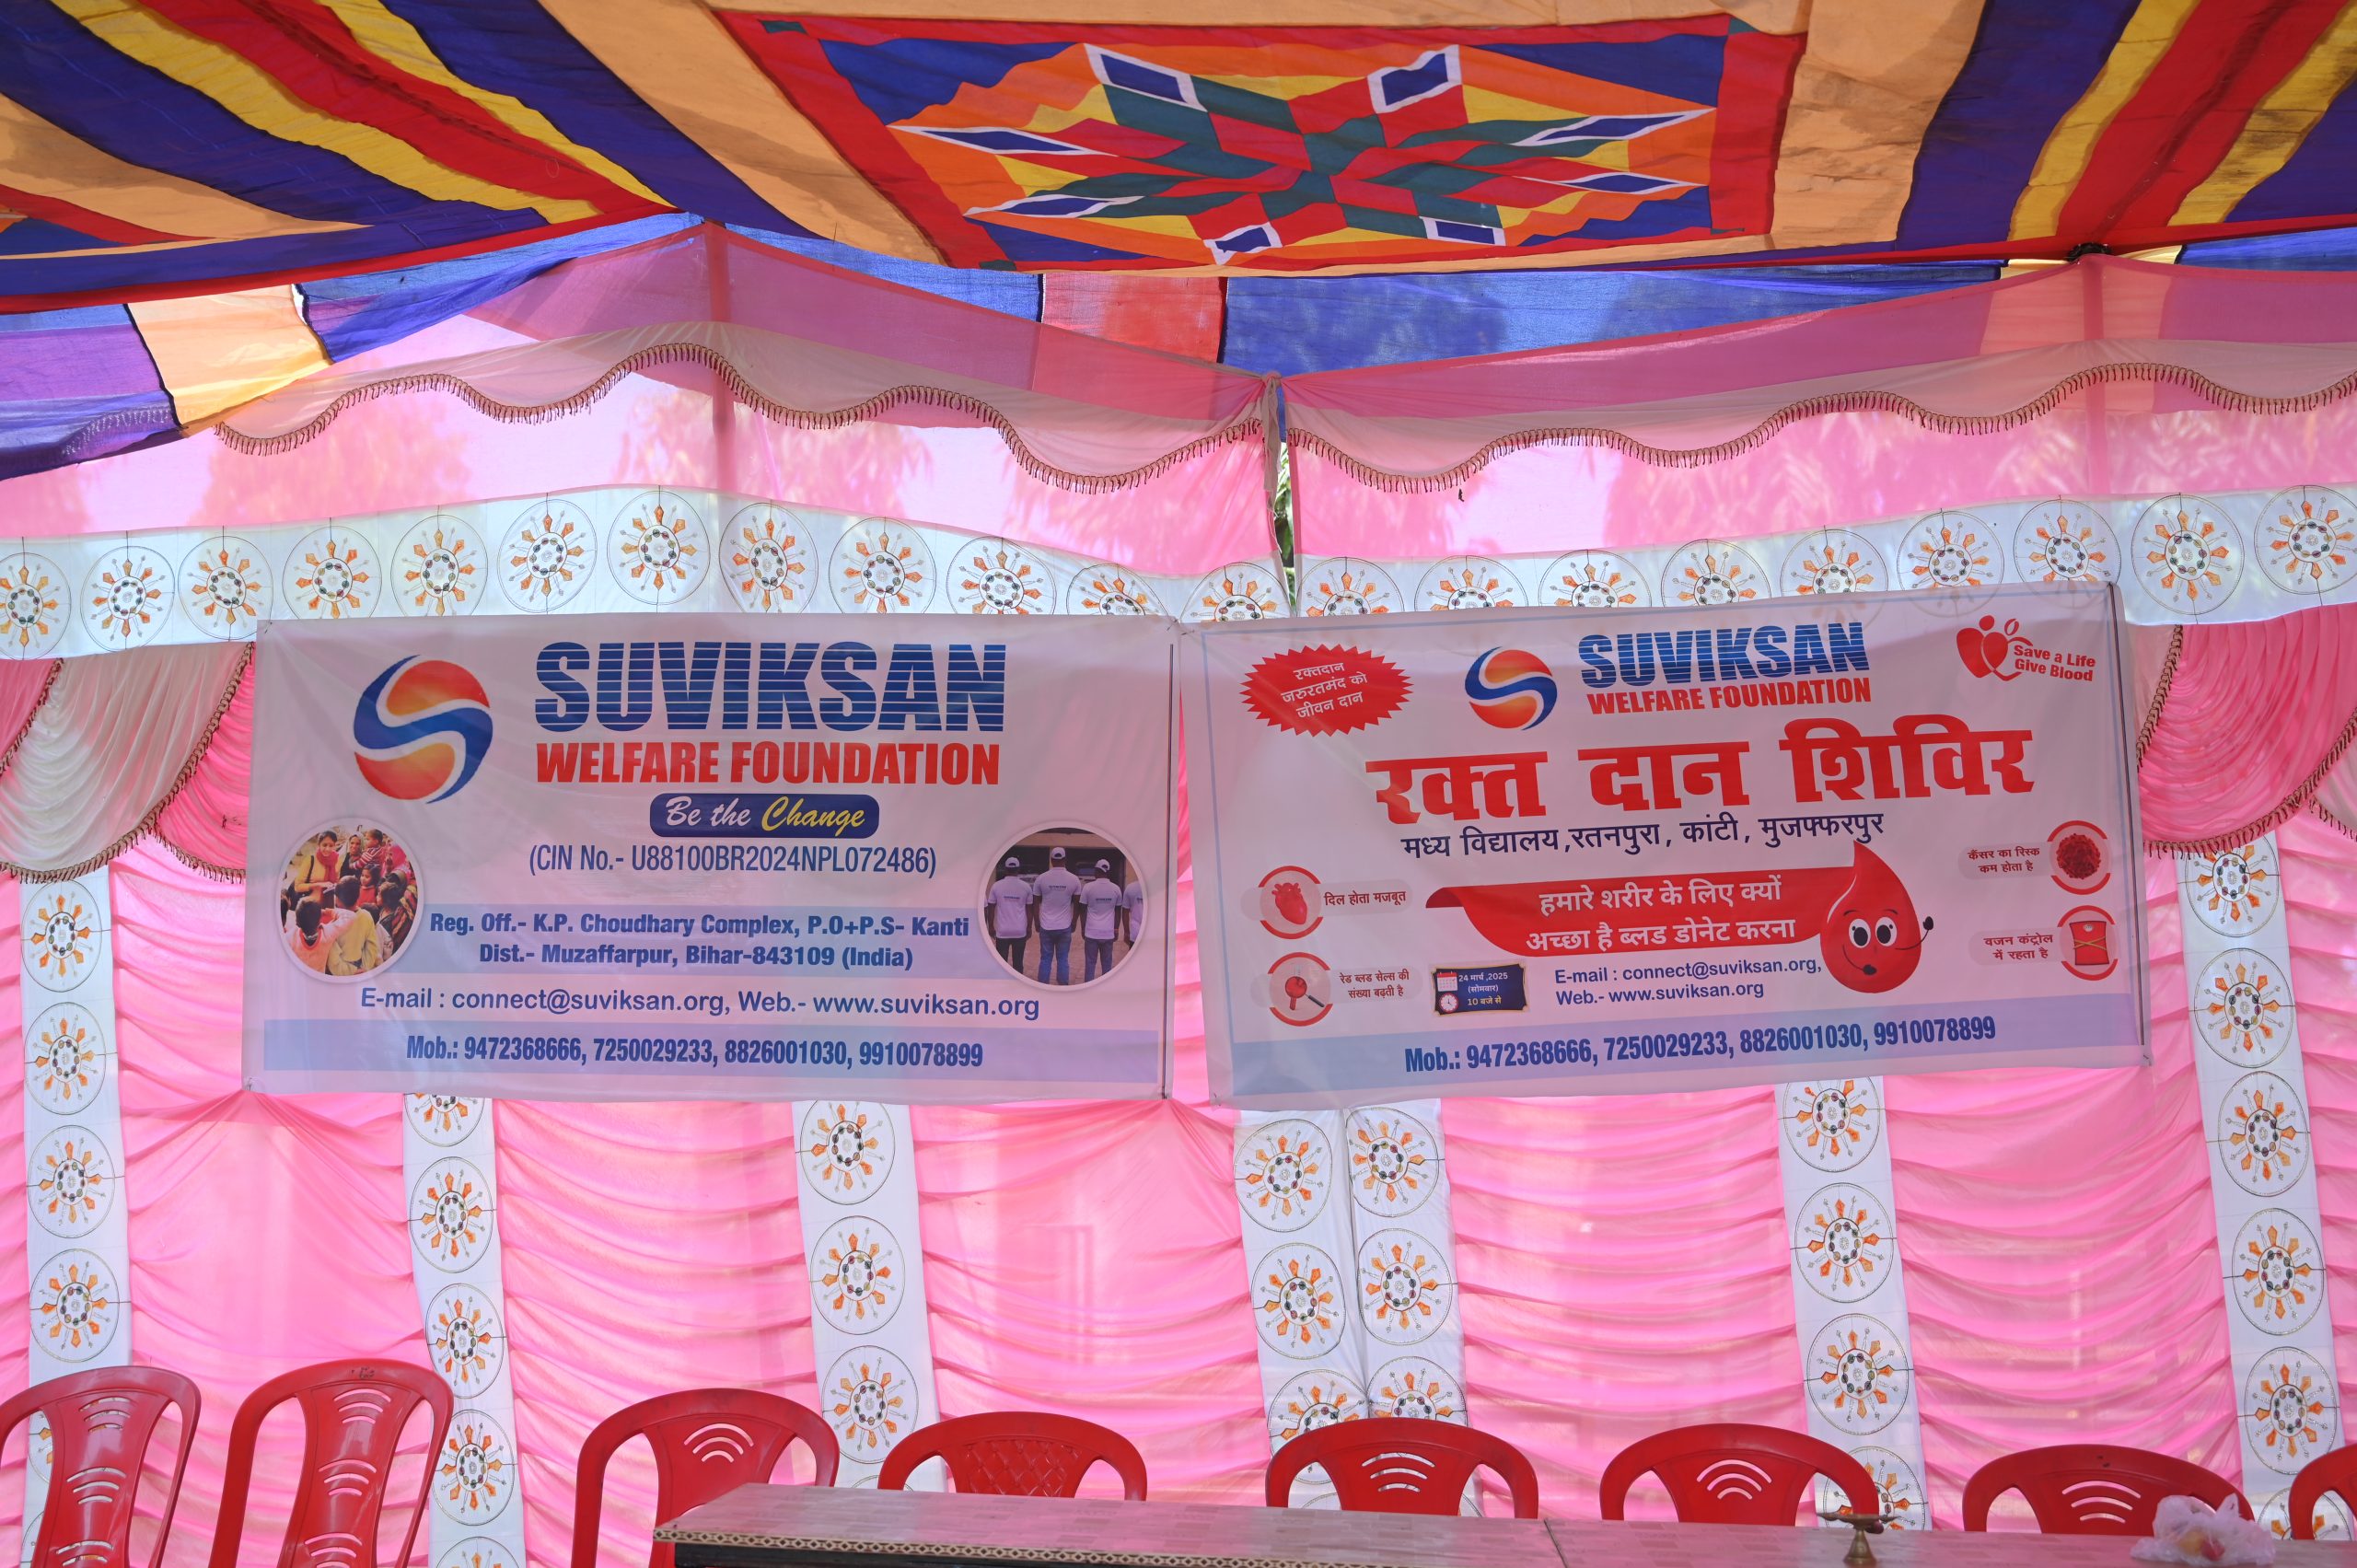 SUVIKSAN
WELFARE FOUNDATION
Be the Change
(CIN No.- U88100BR2024NPL072486)
Reg. Off.- K.P. Choudhary Complex, P.O+P.S- Kanti
Dist.- Muzaffarpur, Bihar-843109 (India)
E-mail : connect@suviksan.org, Web.- www.suviksan.org
Mob.: 9472368666, 7250029233, 8826001030, 9910078899
रक्तदान
जरुरतमंद को
जीवन दान
SUVIKSAN
WELFARE FOUNDATION
Save a Life
Give Blood
रक्त दान शिविर
मध्य विद्यालय,रतनपुरा, कांटी, मुजफ्फरपुर
दिल होता मजबूत
हमारे शरीर के लिए क्यों
अच्छा है ब्लड डोनेट करना
कैंसर का रिस्क
कम होता है
रेड ब्लड सेल्स की
संख्या बढ़ती है
24 मार्च ,2025
(सोमवार)
10 बजे से
E-mail : connect@suviksan.org,
Web.- www.suviksan.org
वजन कंट्रोल
में रहता है
Mob.: 9472368666, 7250029233, 8826001030, 9910078899